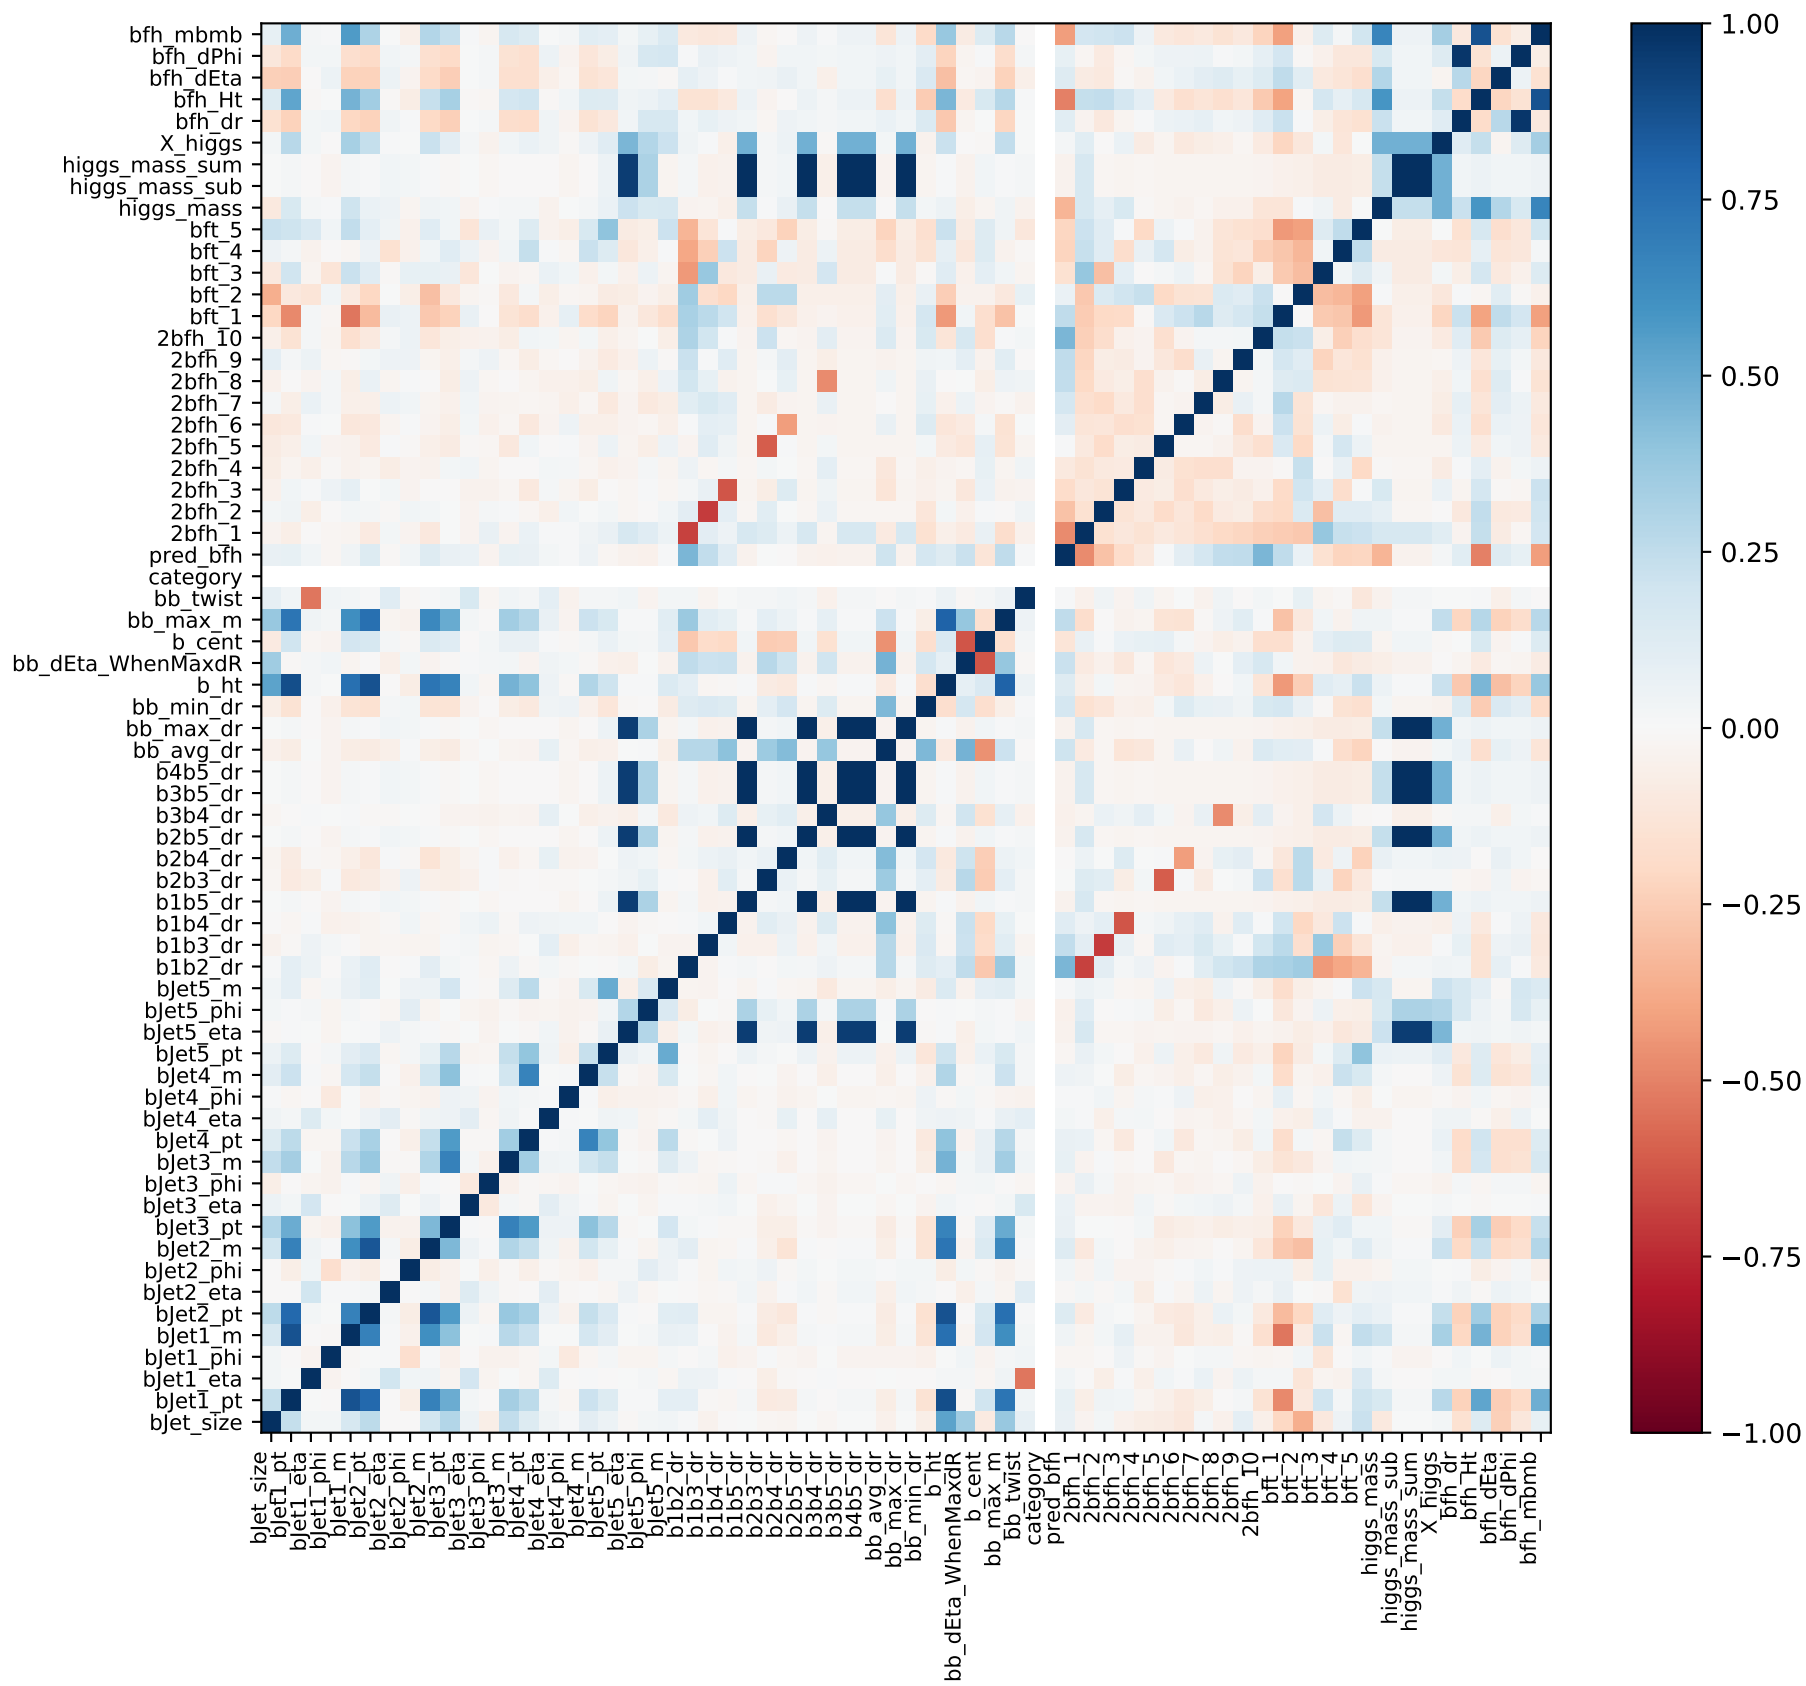 bfh_mbmb
bfh_dPhi
bfh_dEta
bfh_Ht
bfh_dr
X_higgs
higgs_mass_sum
higgs_mass_sub
higgs_mass
bft_5
bft_4
bft_3
bft_2
bft_1
2bfh_10
2bfh_9
2bfh_8
2bfh_7
2bfh_6
2bfh_5
2bfh_4
2bfh_3
2bfh_2
2bfh_1
pred_bfh
category
bb_twist
bb_max_m
b_cent
bb_dEta_WhenMaxdR
b_ht
bb_min_dr
bb_max_dr
bb_avg_dr
b4b5_dr
b3b5_dr
b3b4_dr
b2b5_dr
b2b4_dr
b2b3_dr
b1b5_dr
b1b4_dr
b1b3_dr
b1b2_dr
bJet5_m
bJet5_phi
bJet5_eta
bJet5_pt
bJet4_m
bJet4_phi
bJet4_eta
bJet4_pt
bJet3_m
bJet3_phi
bJet3_eta
bJet3_pt
bJet2_m
bJet2_phi
bJet2_eta
bJet2_pt
bJet1_m
bJet1_phi
bJet1_eta
bJet1_pt
bJet_size
bJet_size
bJet1_pt
bJet1_eta
bJet1_phi
bJet1_m
bJet2_pt
bJet2_eta
bJet2_phi
bJet2_m
bJet3_pt
bJet3_eta
bJet3_phi
bJet3_m
bJet4_pt
bJet4_eta
bJet4_phi
bJet4_m
bJet5_pt
bJet5_eta
bJet5_phi
bJet5_m
b1b2_dr
b1b3_dr
b1b4_dr
b1b5_dr
b2b3_dr
b2b4_dr
b2b5_dr
b3b4_dr
b3b5_dr
b4b5_dr
bb_avg_dr
bb_max_dr
bb_min_dr
b_ht
bb_dEta_WhenMaxdR
b_cent
bb_max_m
bb_twist
category
pred_bfh
2bfh_1
2bfh_2
2bfh_3
2bfh_4
2bfh_5
2bfh_6
2bfh_7
2bfh_8
2bfh_9
2bfh_10
bft_1
bft_2
bft_3
bft_4
bft_5
higgs_mass
higgs_mass_sub
higgs_mass_sum
X_higgs
bfh_dr
bfh_Ht
bfh_dEta
bfh_dPhi
bfh_mbmb
1.00
0.75
0.50
0.25
0.00
−0.25
−0.50
−0.75
−1.00